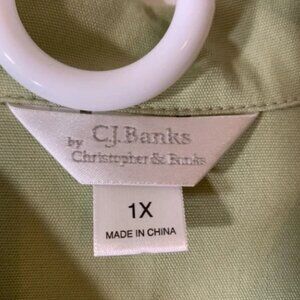 C.J. Banks
by
Christopher & Banks
1X
MADE IN CHINA